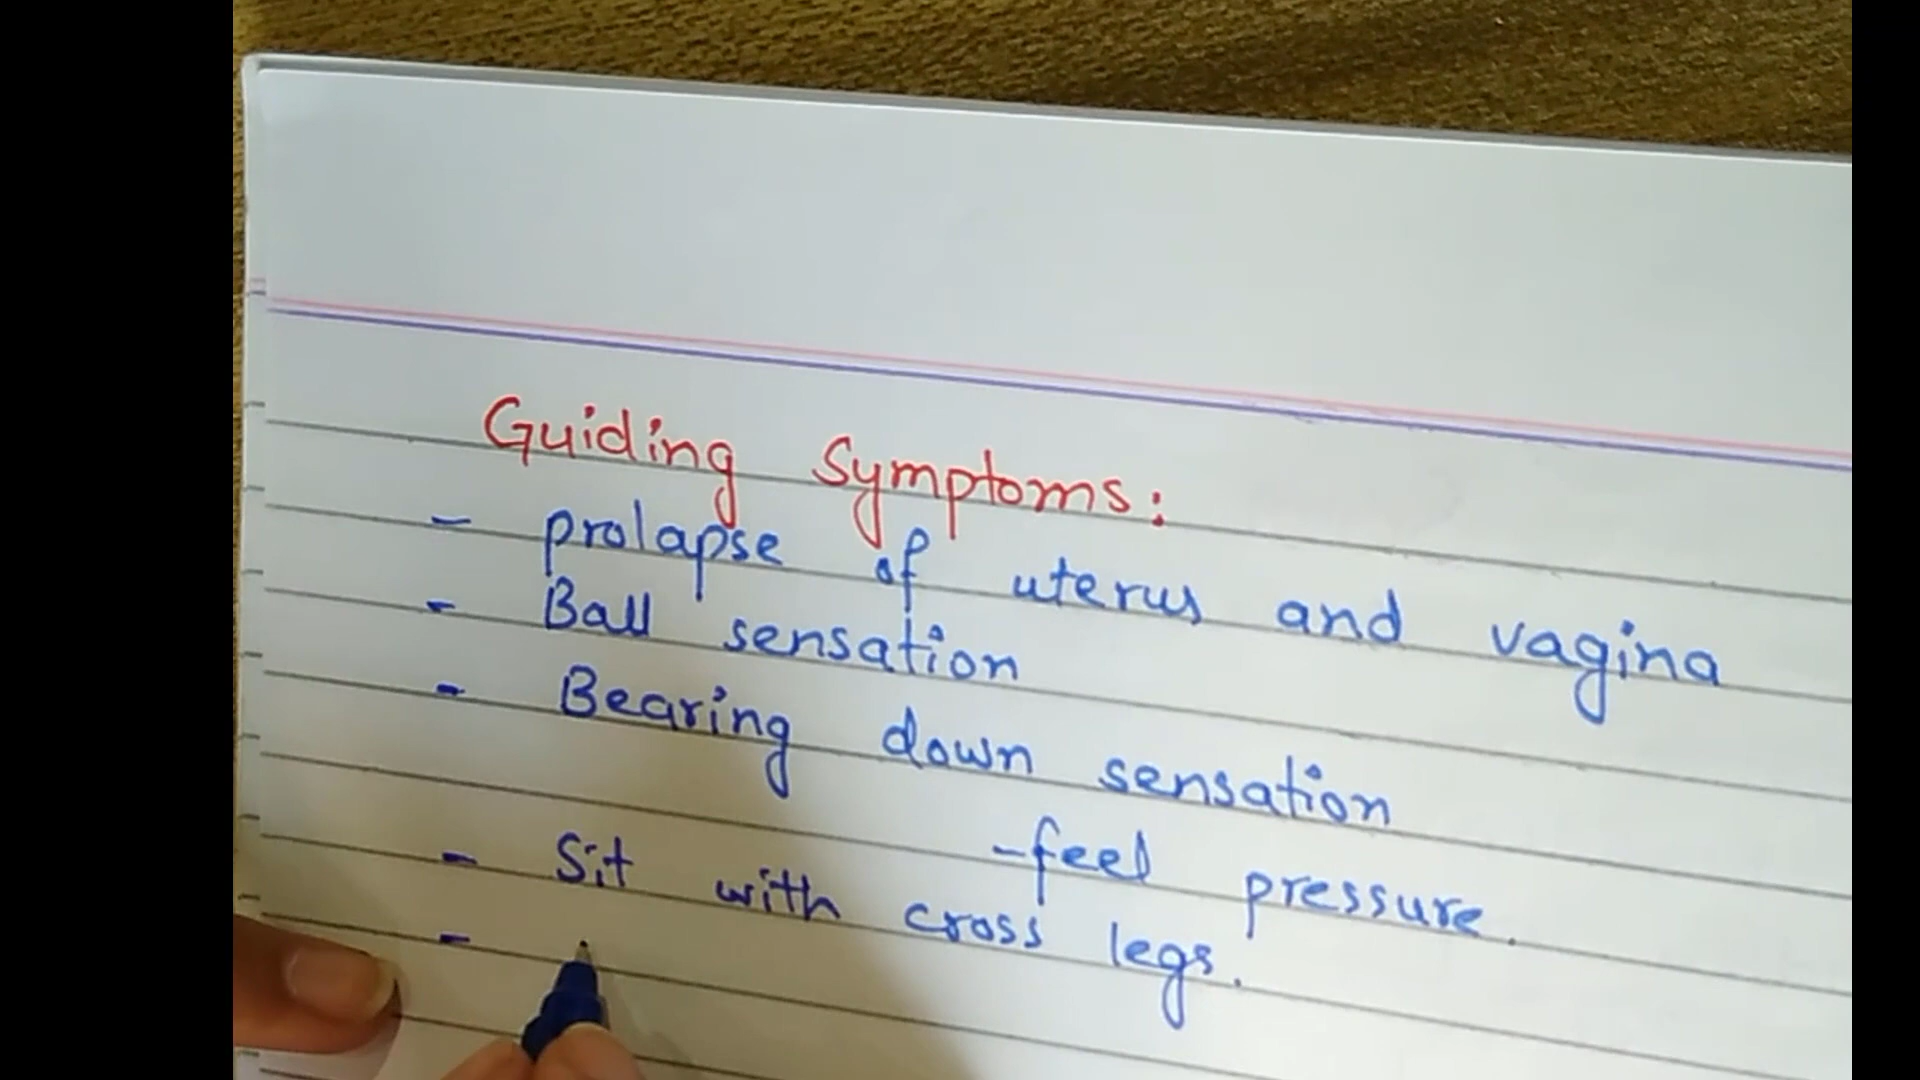 Guiding Symptoms:
- prolapse of uterus and vagina
- Ball sensation
- Bearing down sensation
- feel pressure.
- Sit with cross legs.
-